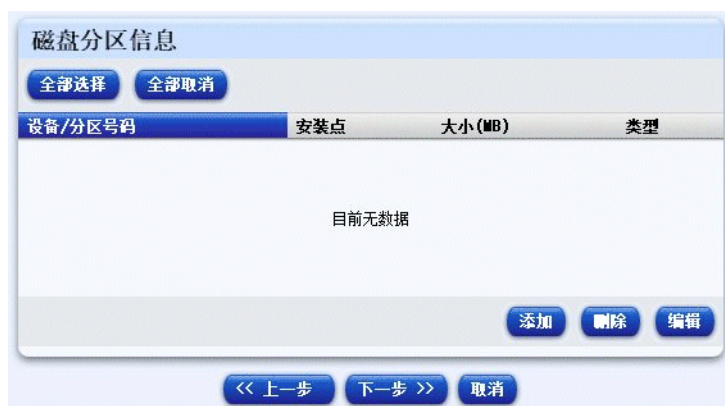 磁盘分区信息
全部选择 全部取消
设备/分区号码 安装点 大小(MB) 类型
目前无数据
添加 删除 编辑
<< 上一步 下一步 >> 取消